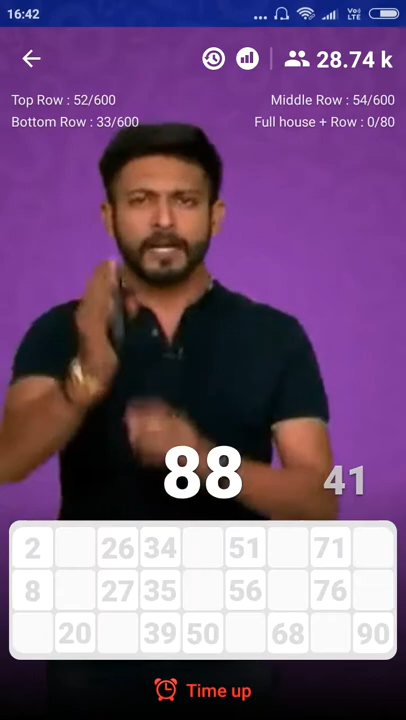 16:42
Vo) LTE
28.74 k
Top Row : 52/600
Middle Row : 54/600
Bottom Row : 33/600
Full house + Row : 0/80
88
41
2 26 34 51 71
8 27 35 56 76
20 39 50 68 90
Time up